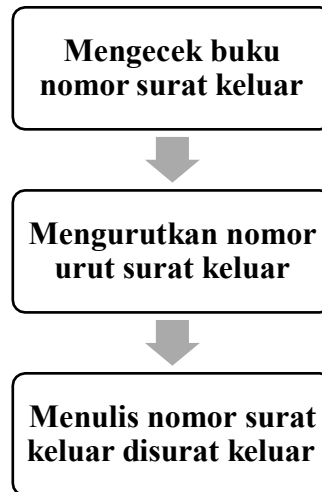 Mengecek buku
nomor surat keluar
Mengurutkan nomor
urut surat keluar
Menulis nomor surat
keluar disurat keluar